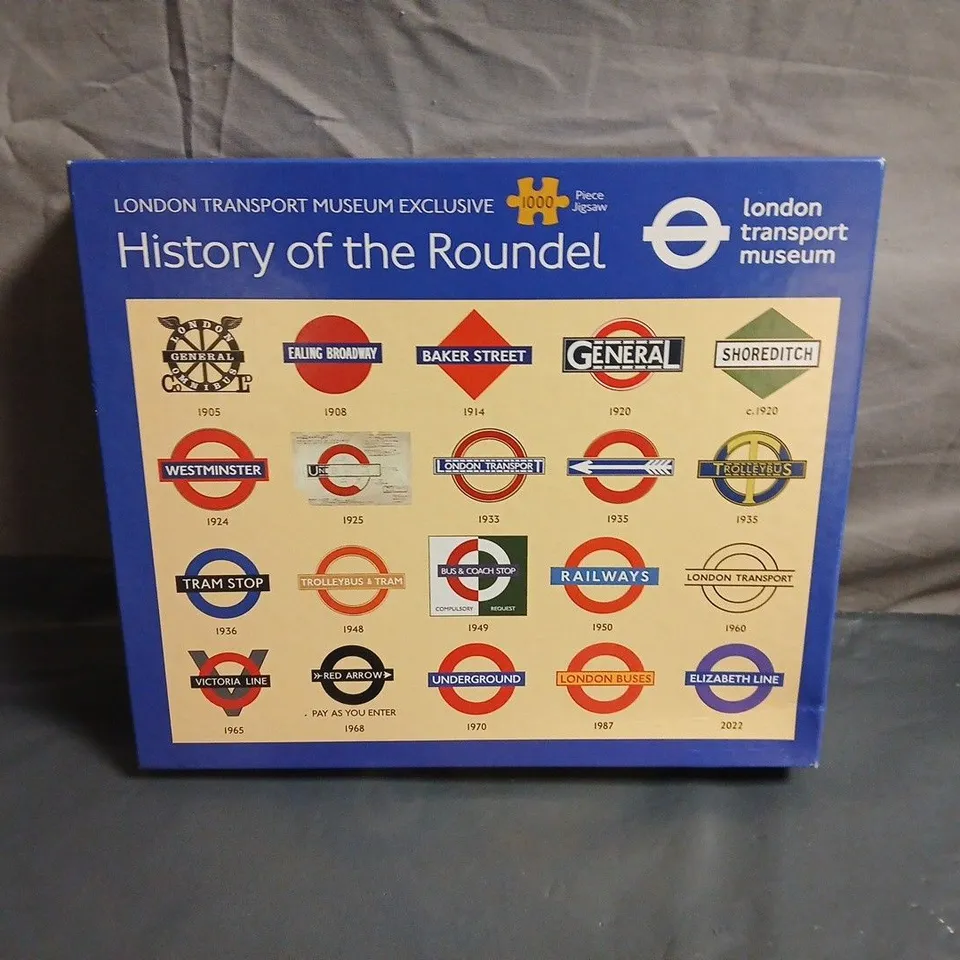 LONDON TRANSPORT MUSEUM EXCLUSIVE
1000
Piece
Jigsaw
History of the Roundel
london
transport
museum
LONDON
GENERAL
OMNIBUS
Co Ld
1905
EALING BROADWAY
1908
BAKER STREET
1914
GENERAL
1920
SHOREDITCH
c.1920
WESTMINSTER
1924
1925
LONDON TRANSPORT
1933
1935
TROLLEYBUS
1935
TRAM STOP
1936
TROLLEYBUS & TRAM
1948
BUS & COACH STOP
COMPULSORY REQUEST
1949
RAILWAYS
1950
LONDON TRANSPORT
1960
VICTORIA LINE
1965
RED ARROW
PAY AS YOU ENTER
1968
UNDERGROUND
1970
LONDON BUSES
1987
ELIZABETH LINE
2022